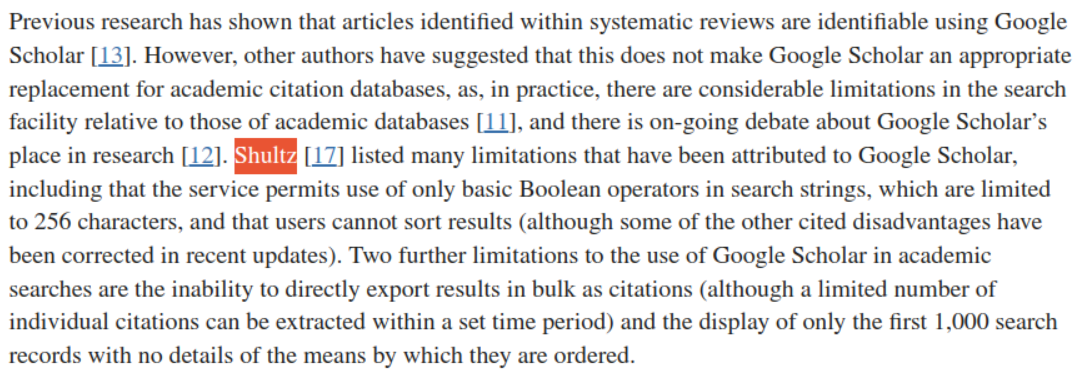 Previous research has shown that articles identified within systematic reviews are identifiable using Google
Scholar [13]. However, other authors have suggested that this does not make Google Scholar an appropriate
replacement for academic citation databases, as, in practice, there are considerable limitations in the search
facility relative to those of academic databases [11], and there is on-going debate about Google Scholar’s
place in research [12]. Shultz [17] listed many limitations that have been attributed to Google Scholar,
including that the service permits use of only basic Boolean operators in search strings, which are limited
to 256 characters, and that users cannot sort results (although some of the other cited disadvantages have
been corrected in recent updates). Two further limitations to the use of Google Scholar in academic
searches are the inability to directly export results in bulk as citations (although a limited number of
individual citations can be extracted within a set time period) and the display of only the first 1,000 search
records with no details of the means by which they are ordered.